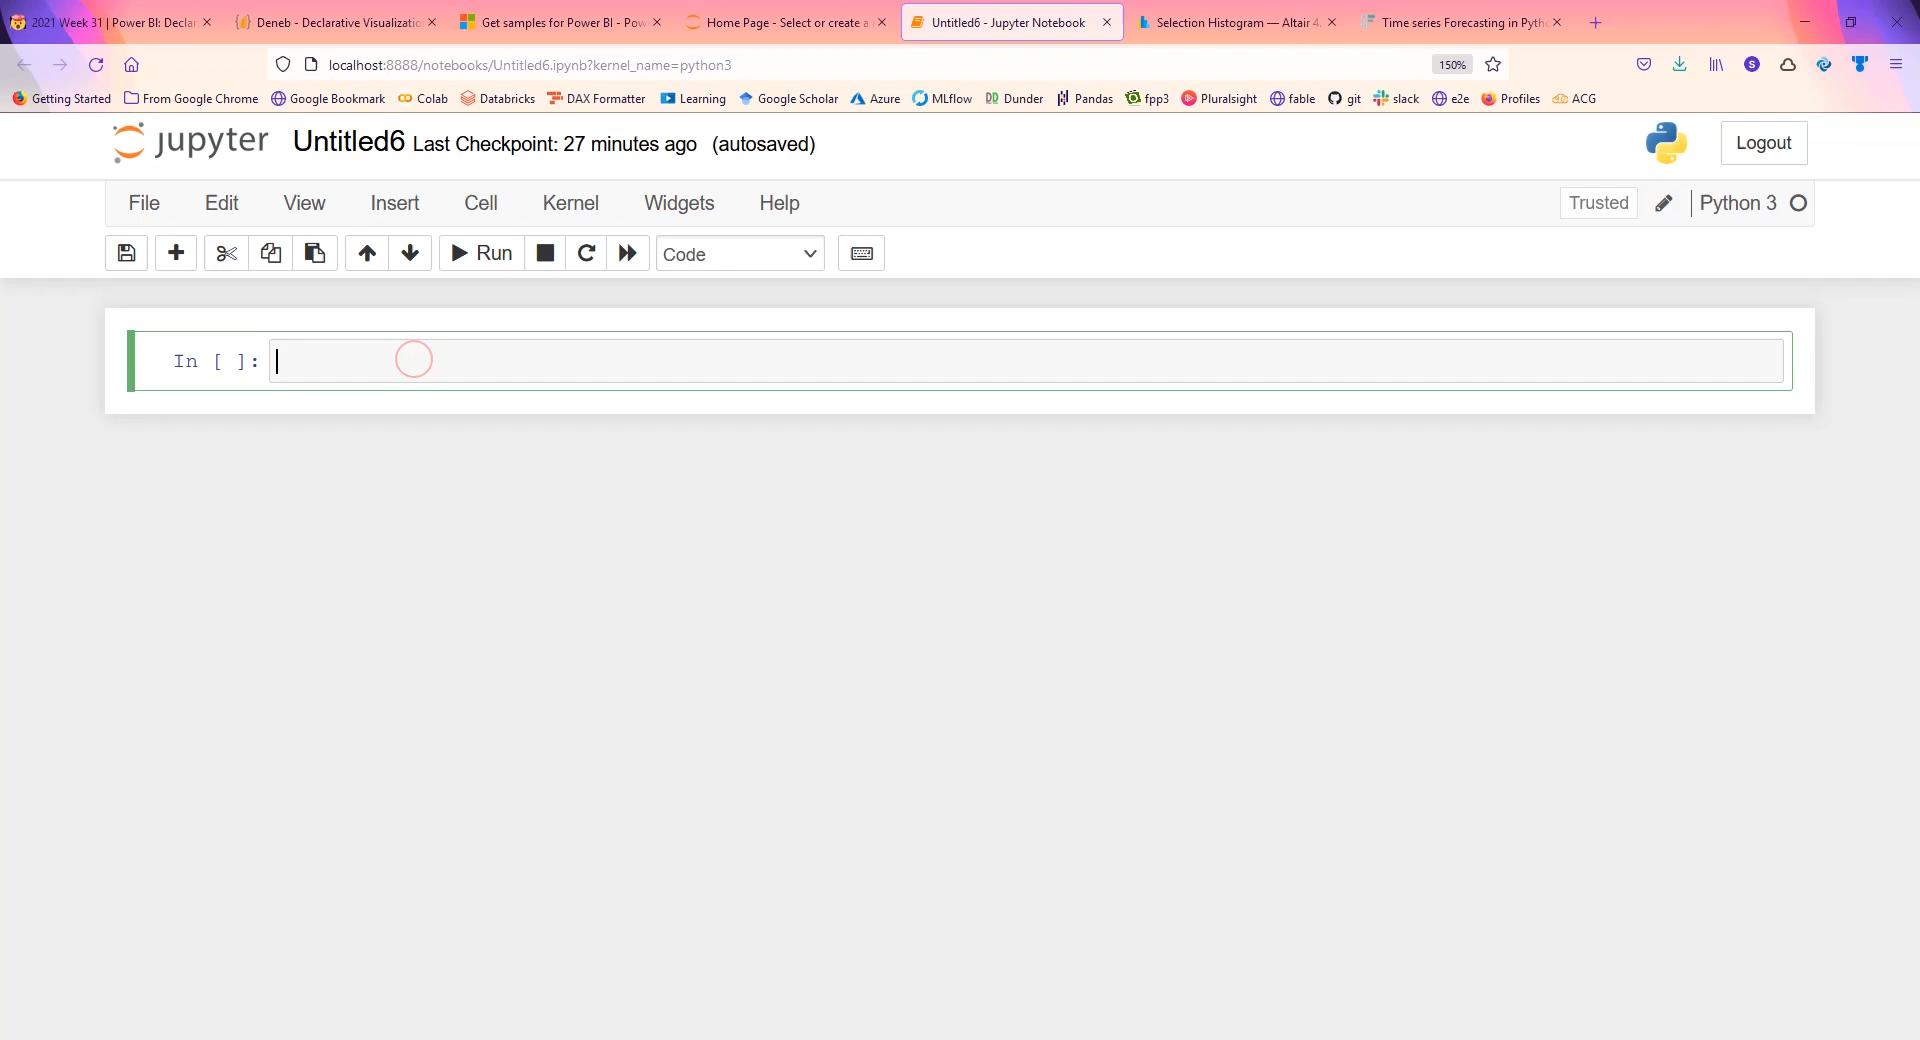 2021 Week 31 | Power BI: Declar
Deneb - Declarative Visualizatio
Get samples for Power BI - Pow
Home Page - Select or create a
Untitled6 - Jupyter Notebook
Selection Histogram — Altair 4.
Time series Forecasting in Pyth
localhost:8888/notebooks/Untitled6.ipynb?kernel_name=python3
150%
S
Getting Started
From Google Chrome
Google Bookmark
Colab
Databricks
DAX Formatter
Learning
Google Scholar
Azure
MLflow
Dunder
Pandas
fpp3
Pluralsight
fable
git
slack
e2e
Profiles
ACG
jupyter Untitled6 Last Checkpoint: 27 minutes ago (autosaved)
Logout
File Edit View Insert Cell Kernel Widgets Help
Trusted
Python 3
Run
Code
In [ ]: